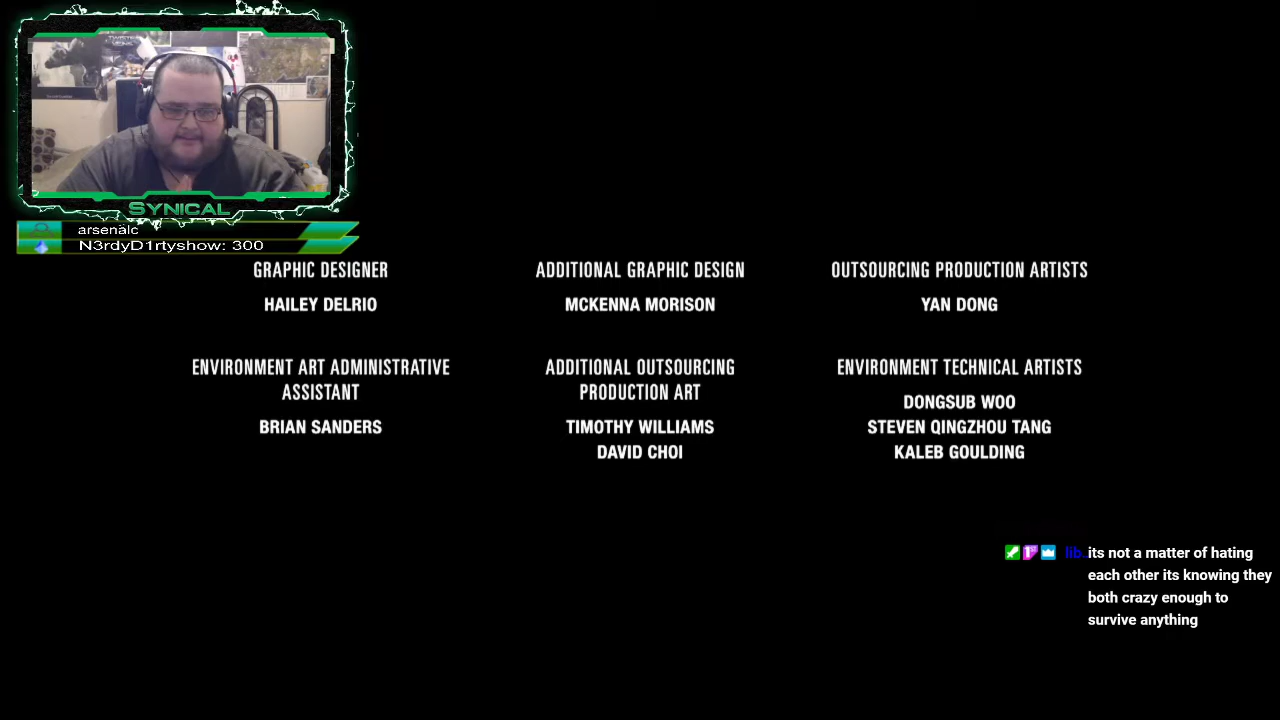 SYNICAL
arsenalc
N3rdyD1rtyshow: 300
GRAPHIC DESIGNER
HAILEY DELRIO
ADDITIONAL GRAPHIC DESIGN
MCKENNA MORISON
OUTSOURCING PRODUCTION ARTISTS
YAN DONG
ENVIRONMENT ART ADMINISTRATIVE
ASSISTANT
BRIAN SANDERS
ADDITIONAL OUTSOURCING
PRODUCTION ART
TIMOTHY WILLIAMS
DAVID CHOI
ENVIRONMENT TECHNICAL ARTISTS
DONGSUB WOO
STEVEN QINGZHOU TANG
KALEB GOULDING
its not a matter of hating
each other its knowing they
both crazy enough to
survive anything